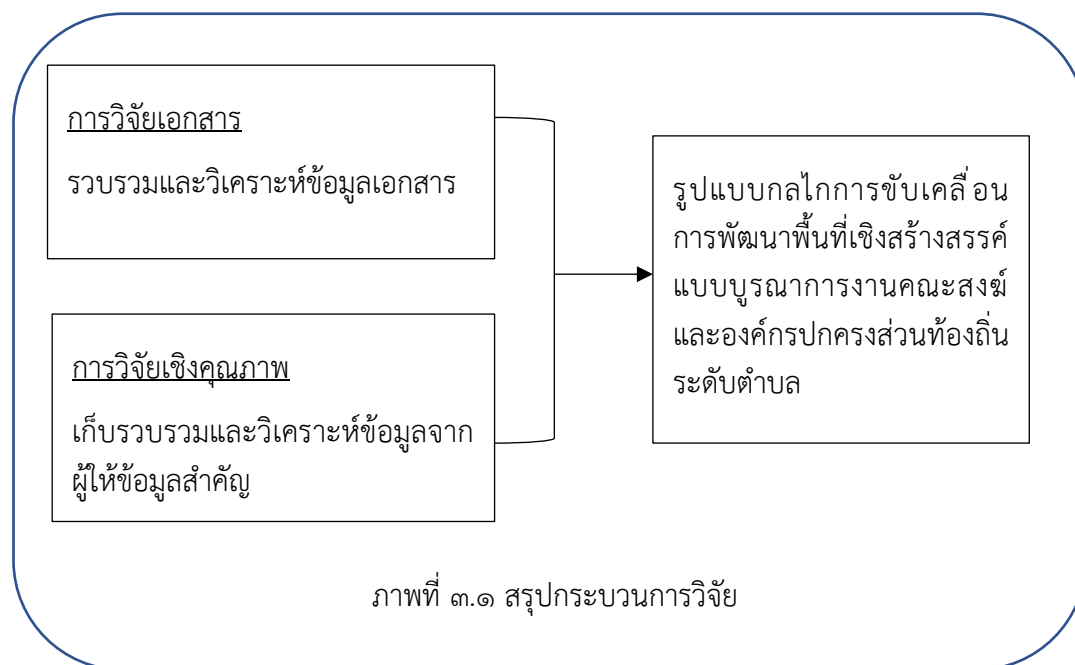 การวิจัยเอกสาร
รวบรวมและวิเคราะห์ข้อมูลเอกสาร
การวิจัยเชิงคุณภาพ
เก็บรวบรวมและวิเคราะห์ข้อมูลจาก
ผู้ให้ข้อมูลสำคัญ
รูปแบบกลไกการขับเคลื่อน
การพัฒนาพื้นที่เชิงสร้างสรรค์
แบบบูรณาการงานคณะสงฆ์
และองค์กรปกครงส่วนท้องถิ่น
ระดับตำบล
ภาพที่ ๓.๑ สรุปกระบวนการวิจัย